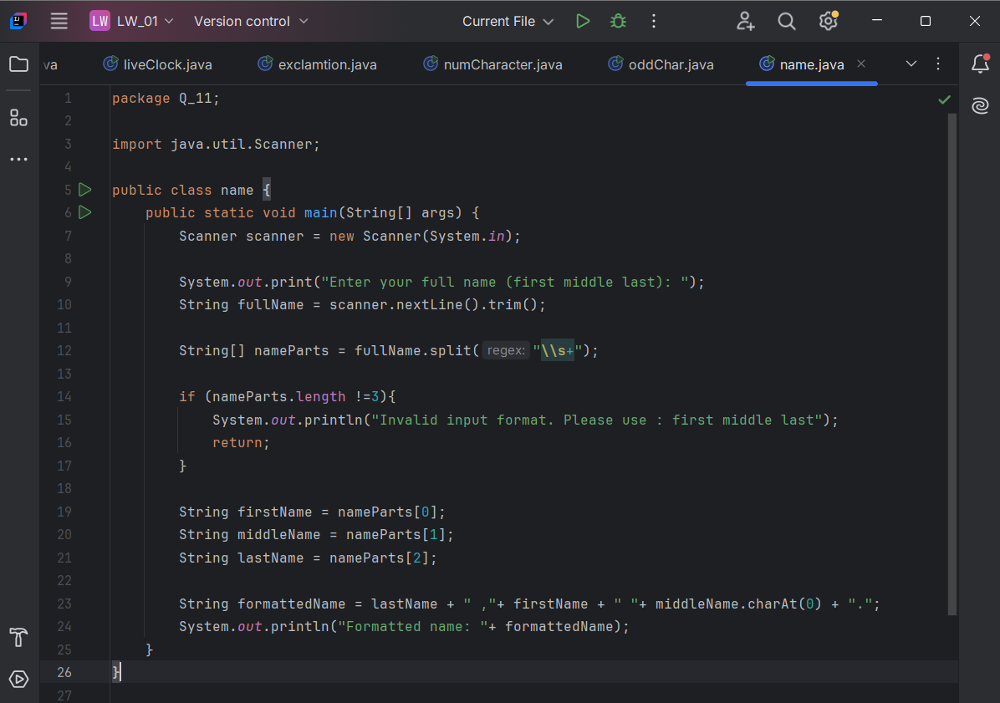 LW LW_01 Version control Current File
va liveClock.java exclamtion.java numCharacter.java oddChar.java name.java
1 package Q_11;
2
3 import java.util.Scanner;
4
5 public class name {
6     public static void main(String[] args) {
7         Scanner scanner = new Scanner(System.in);
8
9         System.out.print("Enter your full name (first middle last): ");
10         String fullName = scanner.nextLine().trim();
11
12         String[] nameParts = fullName.split( regex: "\\s+");
13
14         if (nameParts.length !=3){
15             System.out.println("Invalid input format. Please use : first middle last");
16             return;
17         }
18
19         String firstName = nameParts[0];
20         String middleName = nameParts[1];
21         String lastName = nameParts[2];
22
23         String formattedName = lastName + " ,"+ firstName + " "+ middleName.charAt(0) + ".";
24         System.out.println("Formatted name: "+ formattedName);
25     }
26 }
27